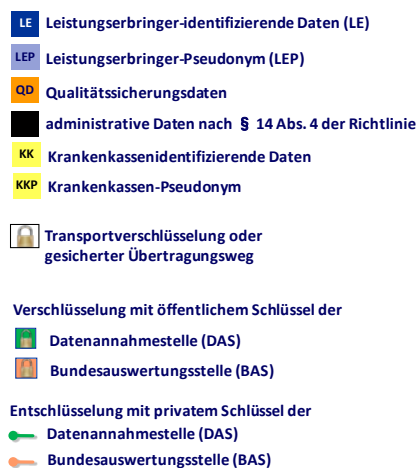 LE Leistungserbringer-identifizierende Daten (LE)
LEP Leistungserbringer-Pseudonym (LEP)
QD Qualitätssicherungsdaten
administrative Daten nach § 14 Abs. 4 der Richtlinie
KK Krankenkassenidentifizierende Daten
KKP Krankenkassen-Pseudonym
Transportverschlüsselung oder
gesicherter Übertragungsweg
Verschlüsselung mit öffentlichem Schlüssel der
Datenannahmestelle (DAS)
Bundesauswertungsstelle (BAS)
Entschlüsselung mit privatem Schlüssel der
Datenannahmestelle (DAS)
Bundesauswertungsstelle (BAS)